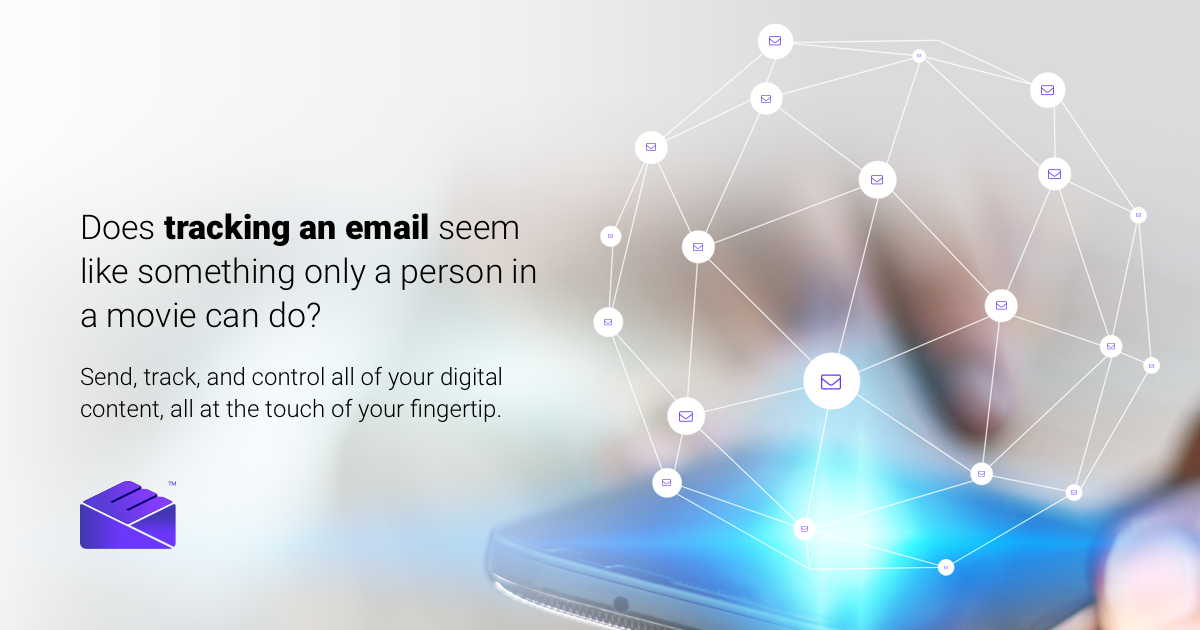 Does tracking an email seem
like something only a person in
a movie can do?
Send, track, and control all of your digital
content, all at the touch of your fingertip.
TM